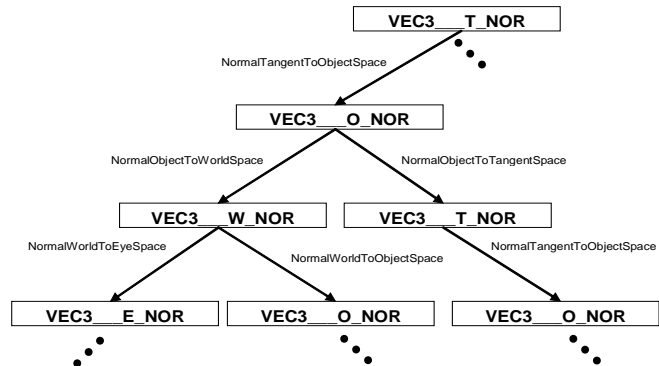 VEC3___T_NOR
NormalTangentToObjectSpace
VEC3___O_NOR
NormalObjectToWorldSpace
NormalObjectToTangentSpace
VEC3___W_NOR
VEC3___T_NOR
NormalWorldToEyeSpace
NormalWorldToObjectSpace
NormalTangentToObjectSpace
VEC3___E_NOR
VEC3___O_NOR
VEC3___O_NOR